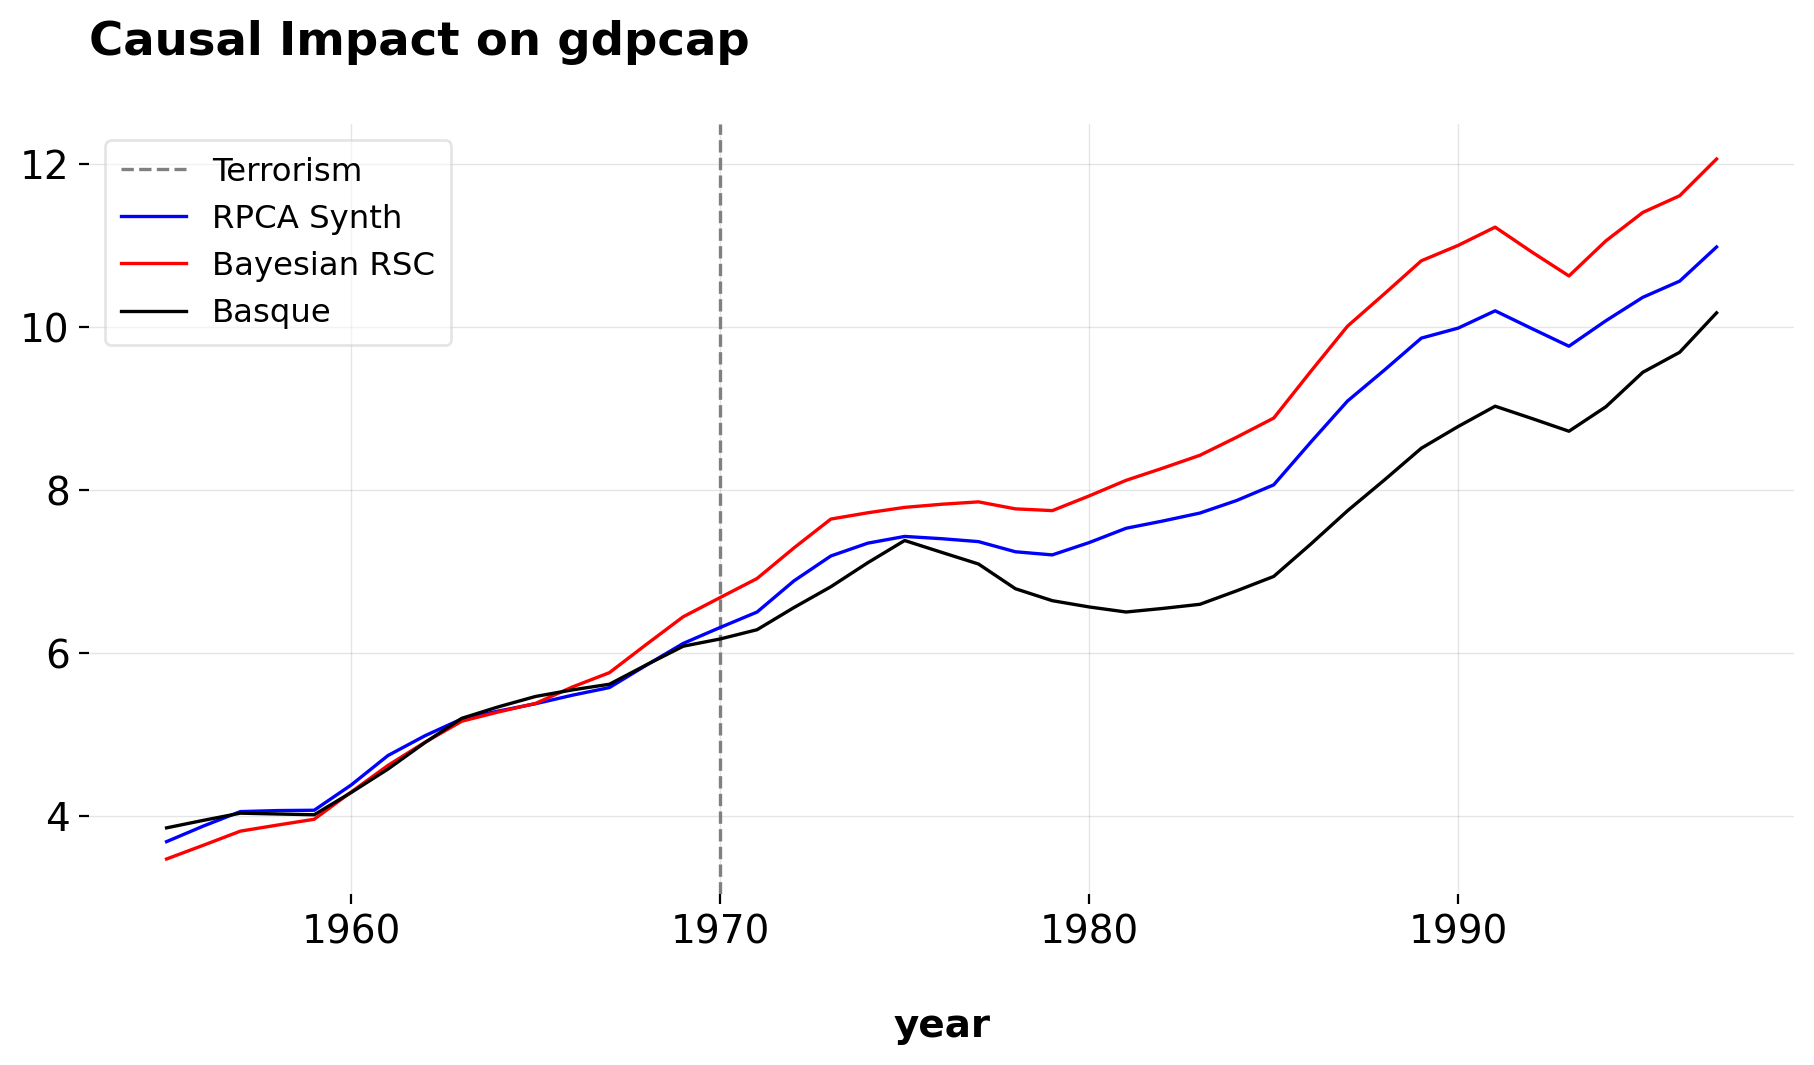 Causal Impact on gdpcap
Terrorism
RPCA Synth
Bayesian RSC
Basque
12
10
8
6
4
1960 1970 1980 1990
year